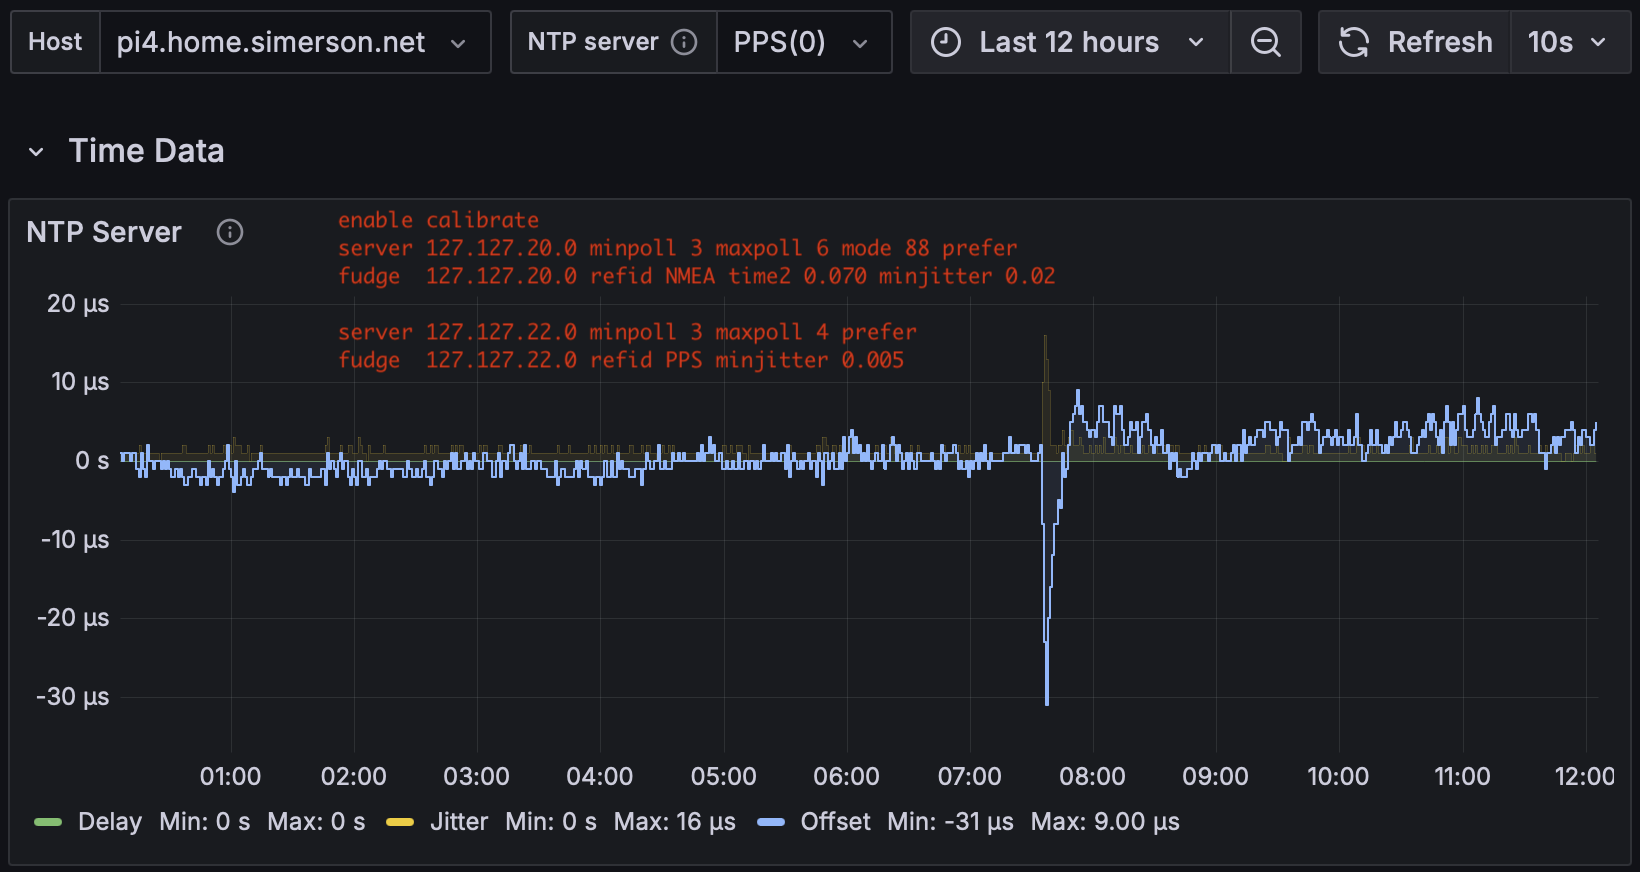 Host pi4.home.simerson.net NTP server PPS(0) Last 12 hours Refresh 10s
Time Data
NTP Server
enable calibrate
server 127.127.20.0 minpoll 3 maxpoll 6 mode 88 prefer
fudge 127.127.20.0 refid NMEA time2 0.070 minjitter 0.02
server 127.127.22.0 minpoll 3 maxpoll 4 prefer
fudge 127.127.22.0 refid PPS minjitter 0.005
20 µs
10 µs
0 s
-10 µs
-20 µs
-30 µs
01:00 02:00 03:00 04:00 05:00 06:00 07:00 08:00 09:00 10:00 11:00 12:00
Delay Min: 0 s Max: 0 s Jitter Min: 0 s Max: 16 µs Offset Min: -31 µs Max: 9.00 µs